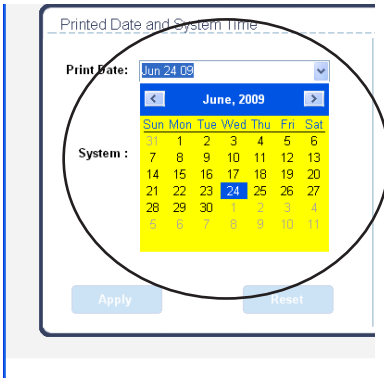 Printed Date and System Time
Print Date: Jun 24 09
< June, 2009 >
Sun Mon Tue Wed Thu Fri Sat
31 1 2 3 4 5 6
System : 7 8 9 10 11 12 13
14 15 16 17 18 19 20
21 22 23 24 25 26 27
28 29 30 1 2 3 4
5 6 7 8 9 10 11
Apply Reset